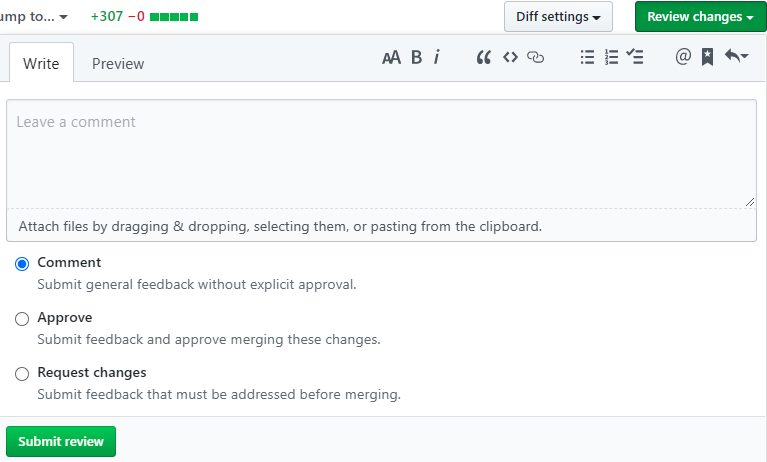 ump to...
+307 −0
Diff settings
Review changes
Write
Preview
AA B i
Leave a comment
Attach files by dragging & dropping, selecting them, or pasting from the clipboard.
Comment
Submit general feedback without explicit approval.
Approve
Submit feedback and approve merging these changes.
Request changes
Submit feedback that must be addressed before merging.
Submit review